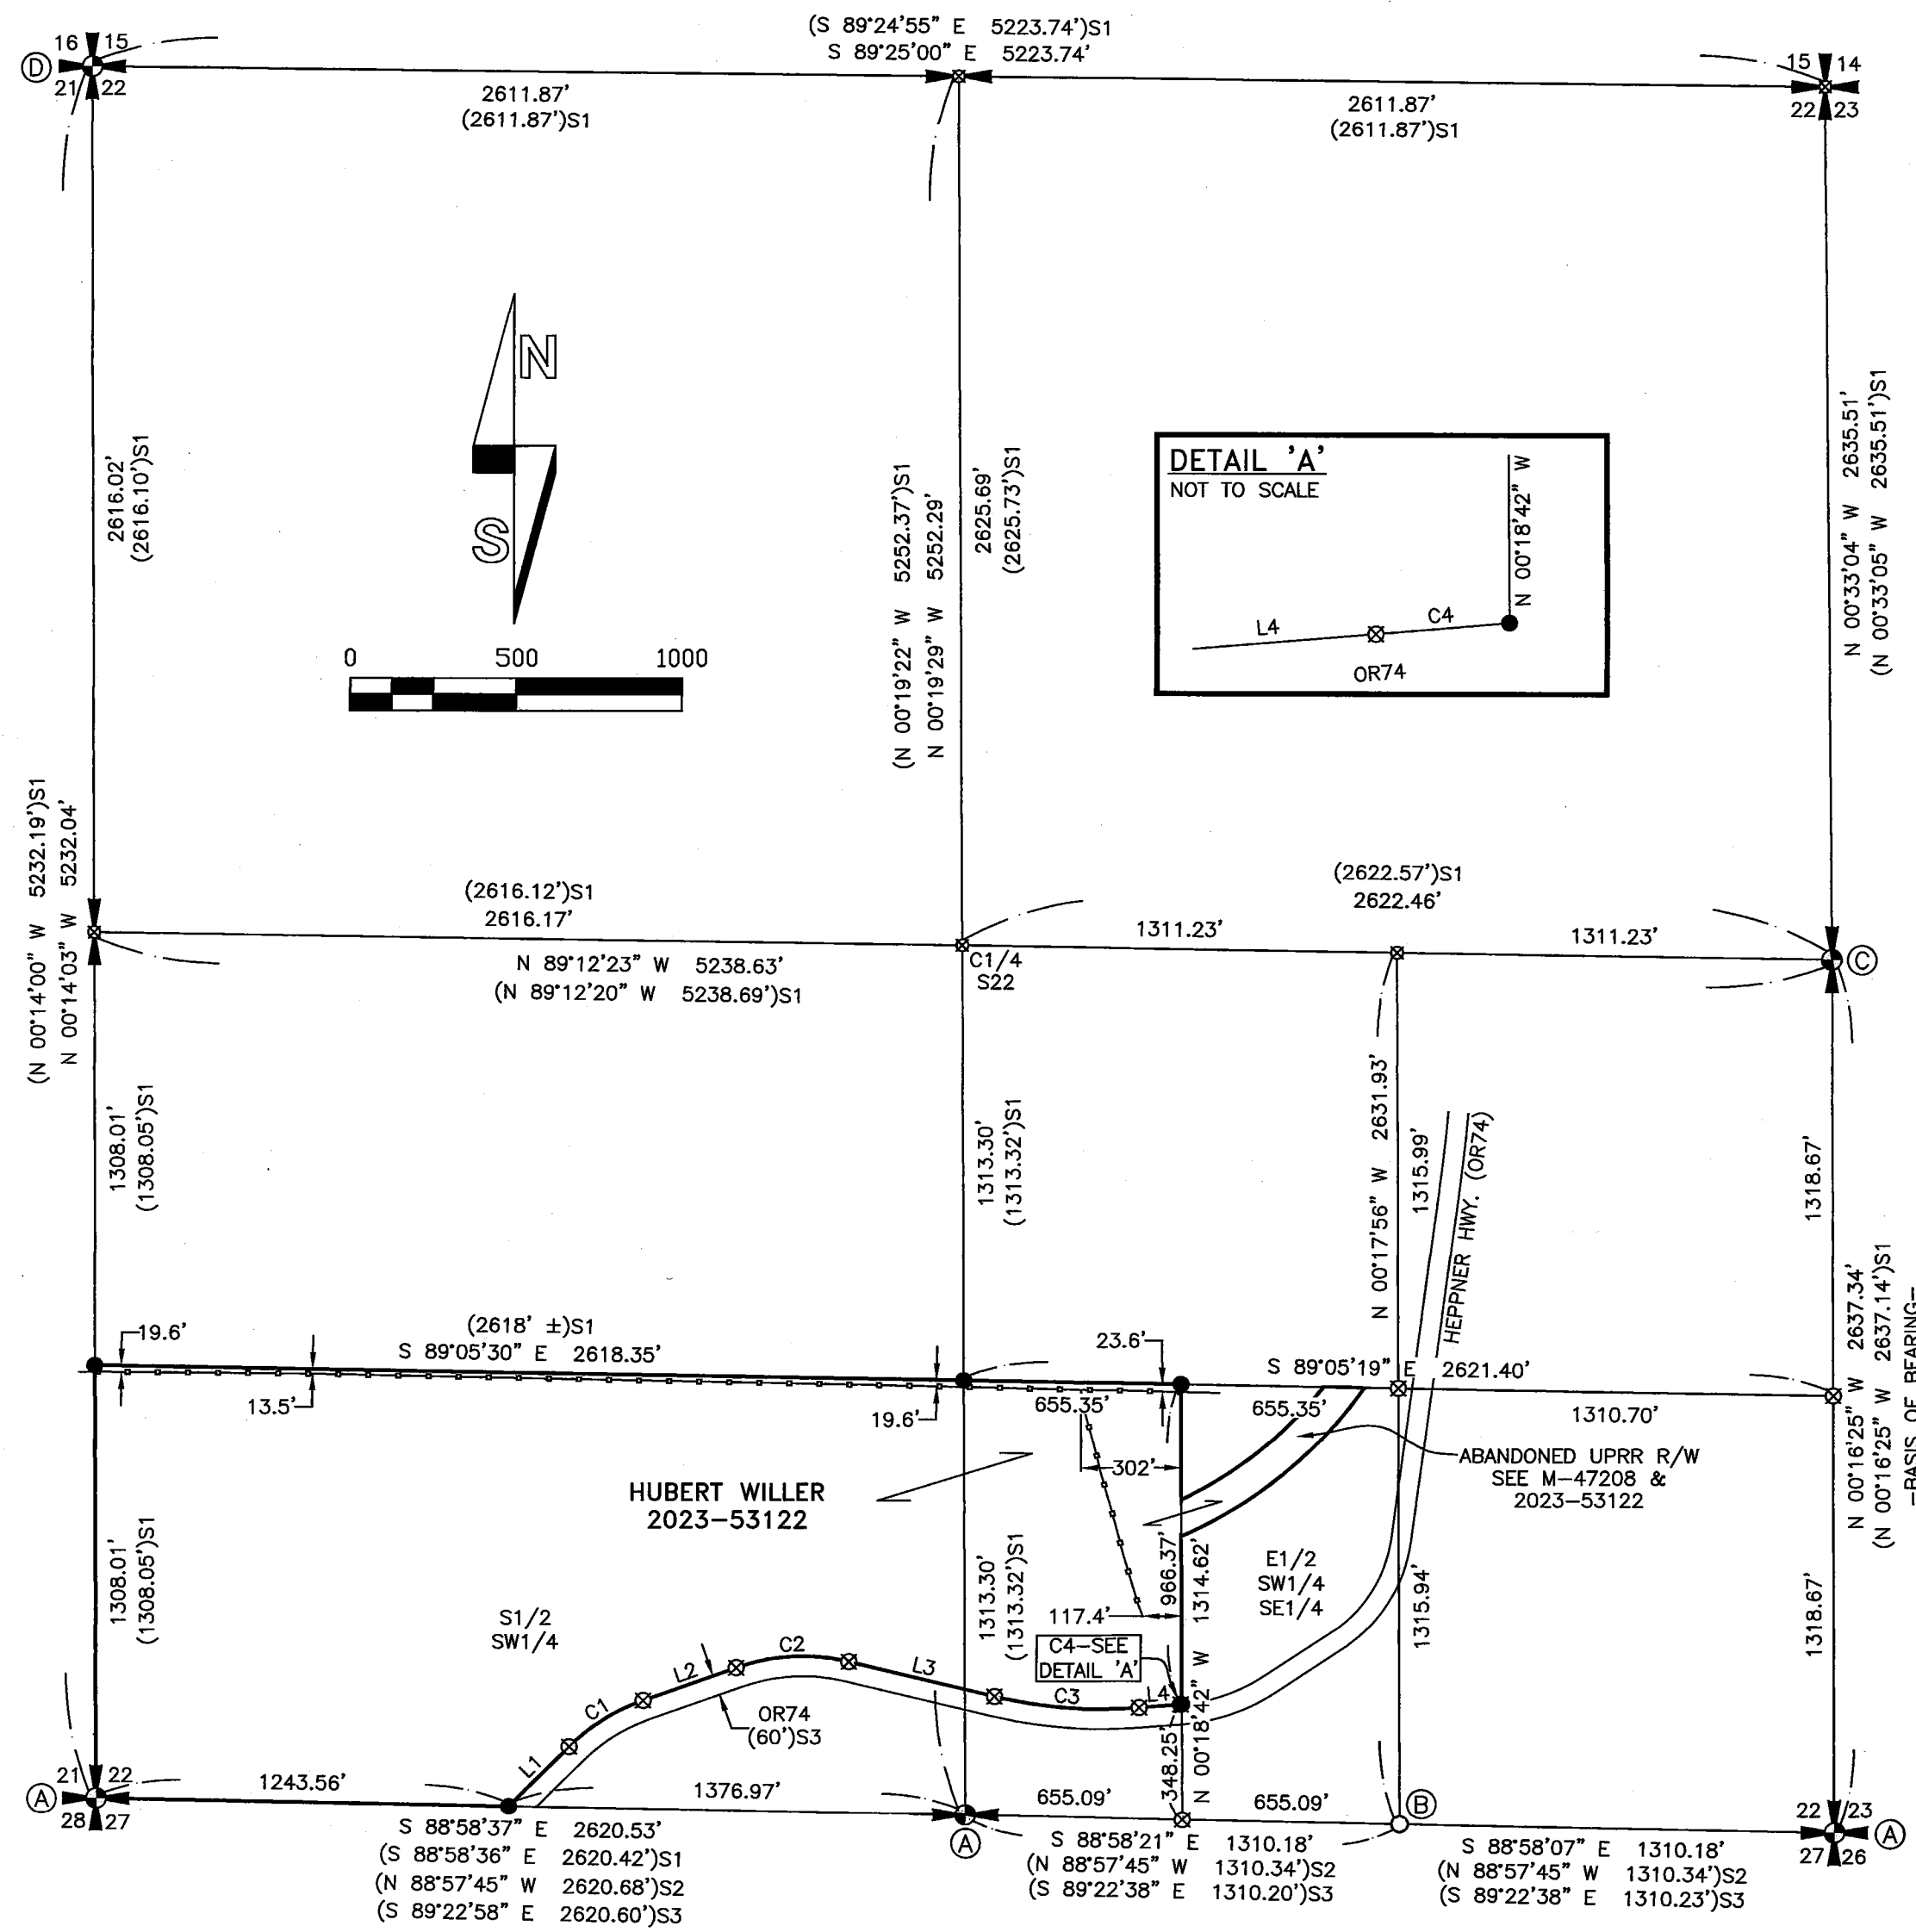 (S 89°24'55" E 5223.74')S1
S 89°25'00" E 5223.74'
16 15
D
21 22
15 14
22 23
2611.87'
(2611.87')S1
2611.87'
(2611.87')S1
N
S
0 500 1000
2616.02'
(2616.10')S1
(N 00°19'22" W 5252.37')S1
N 00°19'29" W 5252.29'
2625.69'
(2625.73')S1
DETAIL 'A'
NOT TO SCALE
N 00°18'42" W
L4
C4
OR74
N 00°33'04" W 2635.51'
(N 00°33'05" W 2635.51')S1
(N 00°14'00" W 5232.19')S1
N 00°14'03" W 5232.04'
(2616.12')S1
2616.17'
N 89°12'23" W 5238.63'
(N 89°12'20" W 5238.69')S1
C1/4
S22
(2622.57')S1
2622.46'
1311.23'
1311.23'
C
1308.01'
(1308.05')S1
1313.30'
(1313.32')S1
N 00°17'56" W 2631.93'
1315.99'
HEPPNER HWY. (OR74)
1318.67'
N 00°16'25" W 2637.34'
(N 00°16'25" W 2637.14')S1
-BASIS OF BEARING-
19.6'
(2618' ±)S1
S 89°05'30" E 2618.35'
13.5'
19.6'
23.6'
S 89°05'19" E 2621.40'
655.35'
655.35'
1310.70'
302'
ABANDONED UPRR R/W
SEE M-47208 &
2023-53122
HUBERT WILLER
2023-53122
1308.01'
(1308.05')S1
S1/2
SW1/4
1313.30'
(1313.32')S1
966.37'
1314.62'
E1/2
SW1/4
SE1/4
1315.94'
1318.67'
117.4'
C4-SEE
DETAIL 'A'
L1
C1
L2
C2
L3
C3
L4
OR74
(60')S3
348.25'
N 00°18'42" W
21 22
A
28 27
1243.56'
1376.97'
A
655.09'
655.09'
B
22 23
A
27 26
S 88°58'37" E 2620.53'
(S 88°58'36" E 2620.42')S1
(N 88°57'45" W 2620.68')S2
(S 89°22'58" E 2620.60')S3
S 88°58'21" E 1310.18'
(N 88°57'45" W 1310.34')S2
(S 89°22'38" E 1310.20')S3
S 88°58'07" E 1310.18'
(N 88°57'45" W 1310.34')S2
(S 89°22'38" E 1310.23')S3